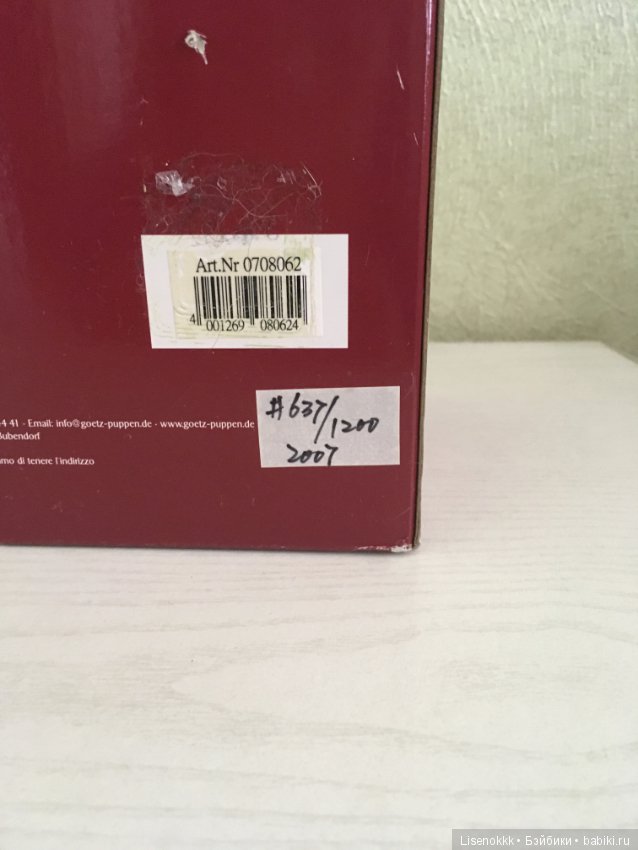 Art.Nr 0708062
4 001269 080624
4 41 · Email: info@goetz-puppen.de · www.goetz-puppen.de
Bubendorf
amo di tenere l'indirizzo
#637/1200
2007
Lisenokkk • Бэйбики • babiki.ru